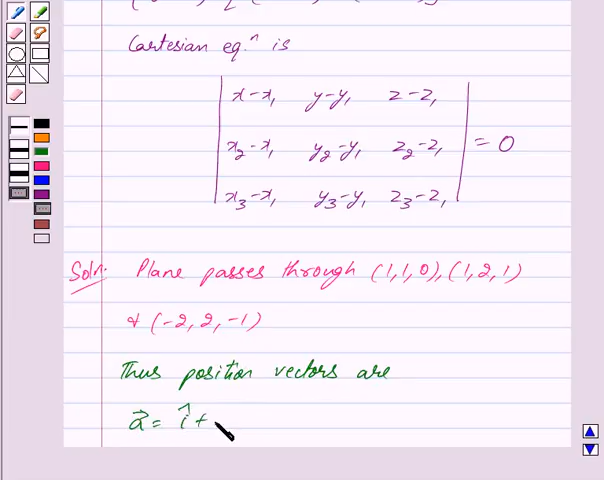 Cartesian eq.ⁿ is
| x-x₁ y-y₁ z-z₁ |
| x₂-x₁ y₂-y₁ z₂-z₁ | = 0
| x₃-x₁ y₃-y₁ z₃-z₁ |
Soln: Plane passes through (1,1,0), (1,2,1)
& (-2, 2, -1)
Thus position vectors are
a⃗ = î +